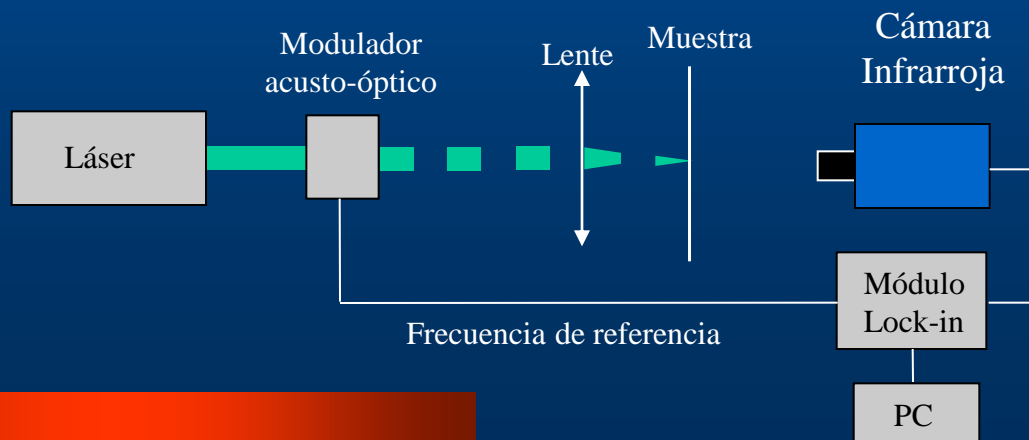 Cámara
Infrarroja
Modulador
acusto-óptico
Lente
Muestra
Láser
Módulo
Lock-in
Frecuencia de referencia
PC